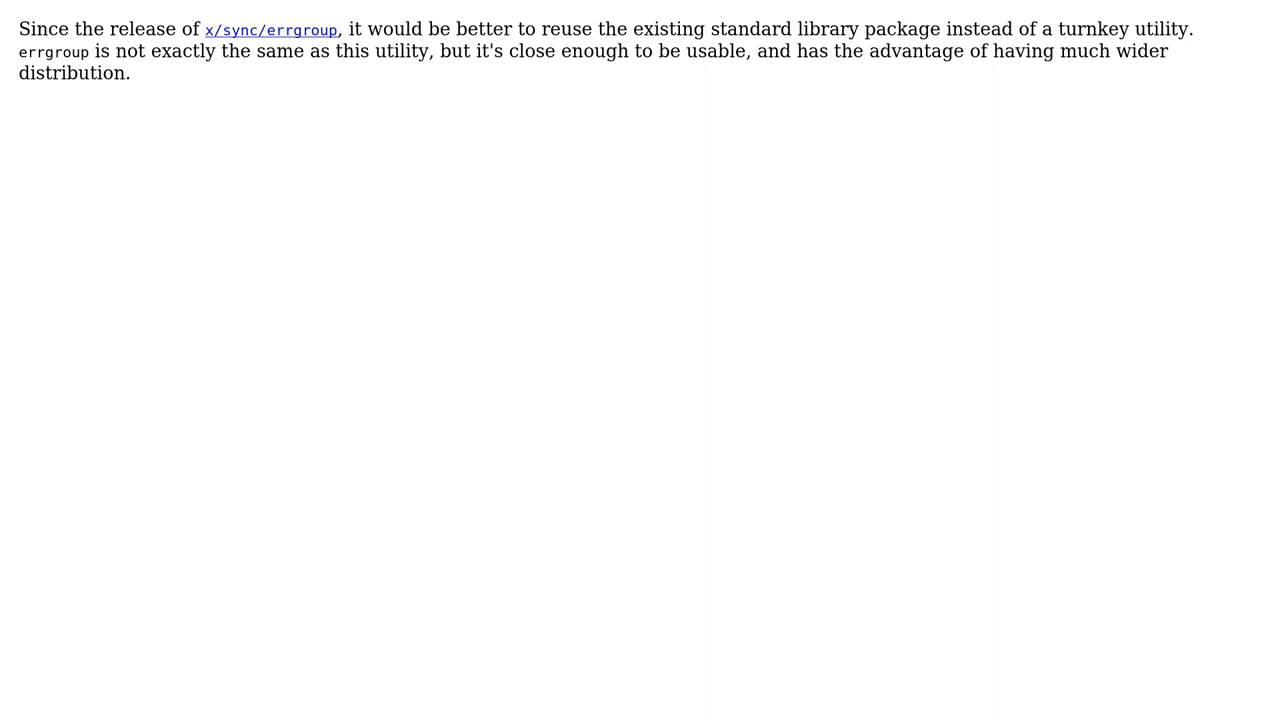 Since the release of x/sync/errgroup, it would be better to reuse the existing standard library package instead of a turnkey utility.
errgroup is not exactly the same as this utility, but it's close enough to be usable, and has the advantage of having much wider
distribution.